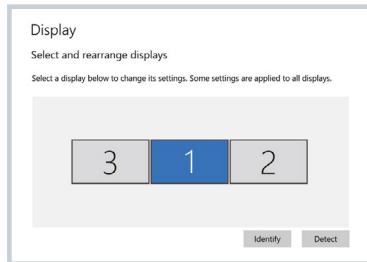 Display
Select and rearrange displays
Select a display below to change its settings. Some settings are applied to all displays.
3 1 2
Identify Detect